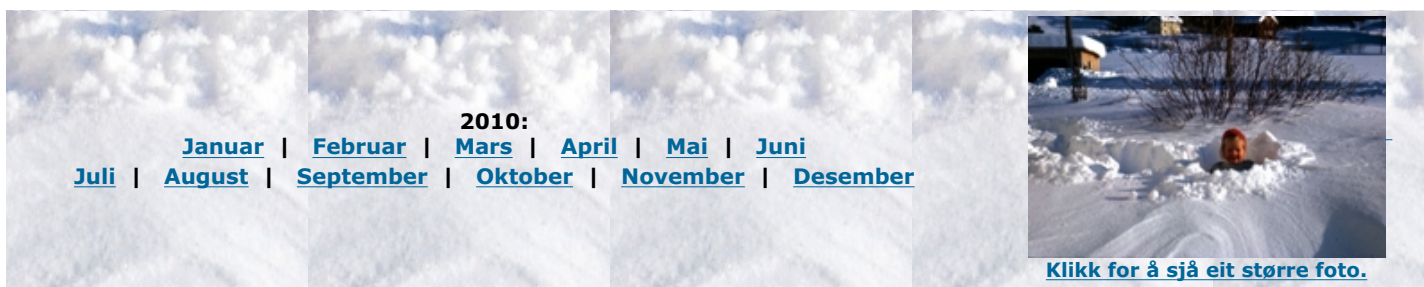 2010:
Januar | Februar | Mars | April | Mai | Juni
Juli | August | September | Oktober | November | Desember
Klikk for å sjå eit større foto.